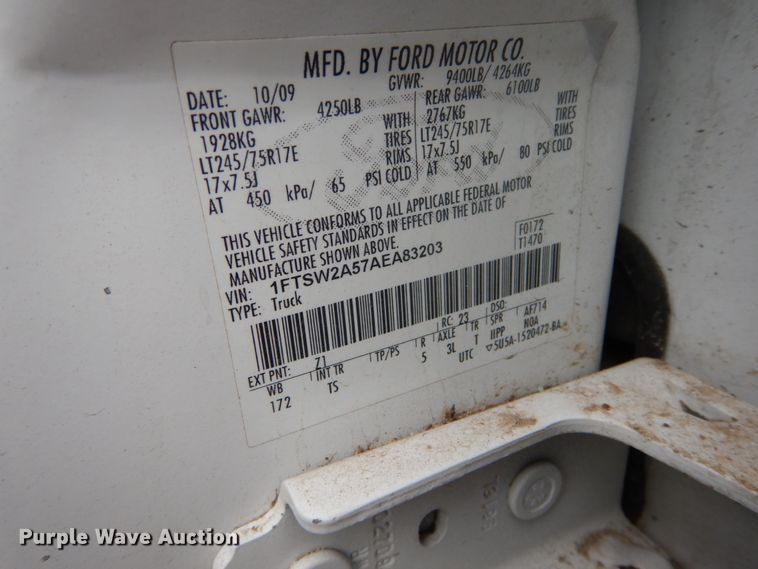 MFD. BY FORD MOTOR CO.
DATE: 10/09
GVWR: 9400LB/ 4264KG
FRONT GAWR: 4250LB
REAR GAWR: 6100LB
1928KG WITH
2767KG WITH
LT245/75R17E TIRES
LT245/75R17E TIRES
17x7.5J RIMS
17x7.5J RIMS
AT 450 kPa/ 65 PSI COLD
AT 550 kPa/ 80 PSI COLD
THIS VEHICLE CONFORMS TO ALL APPLICABLE FEDERAL MOTOR
VEHICLE SAFETY STANDARDS IN EFFECT ON THE DATE OF
MANUFACTURE SHOWN ABOVE.
F0172
T1470
VIN: 1FTSW2A57AEA83203
TYPE: Truck
EXT PNT: Z1
RC: 23
DSO:
WB
INT TR
TP/PS
R
AXLE
TR
SPR
AF714
172
TS
5
3L
T
IIPP
NOA
UTC
▽5U5A-1520472-BA
Purple Wave Auction